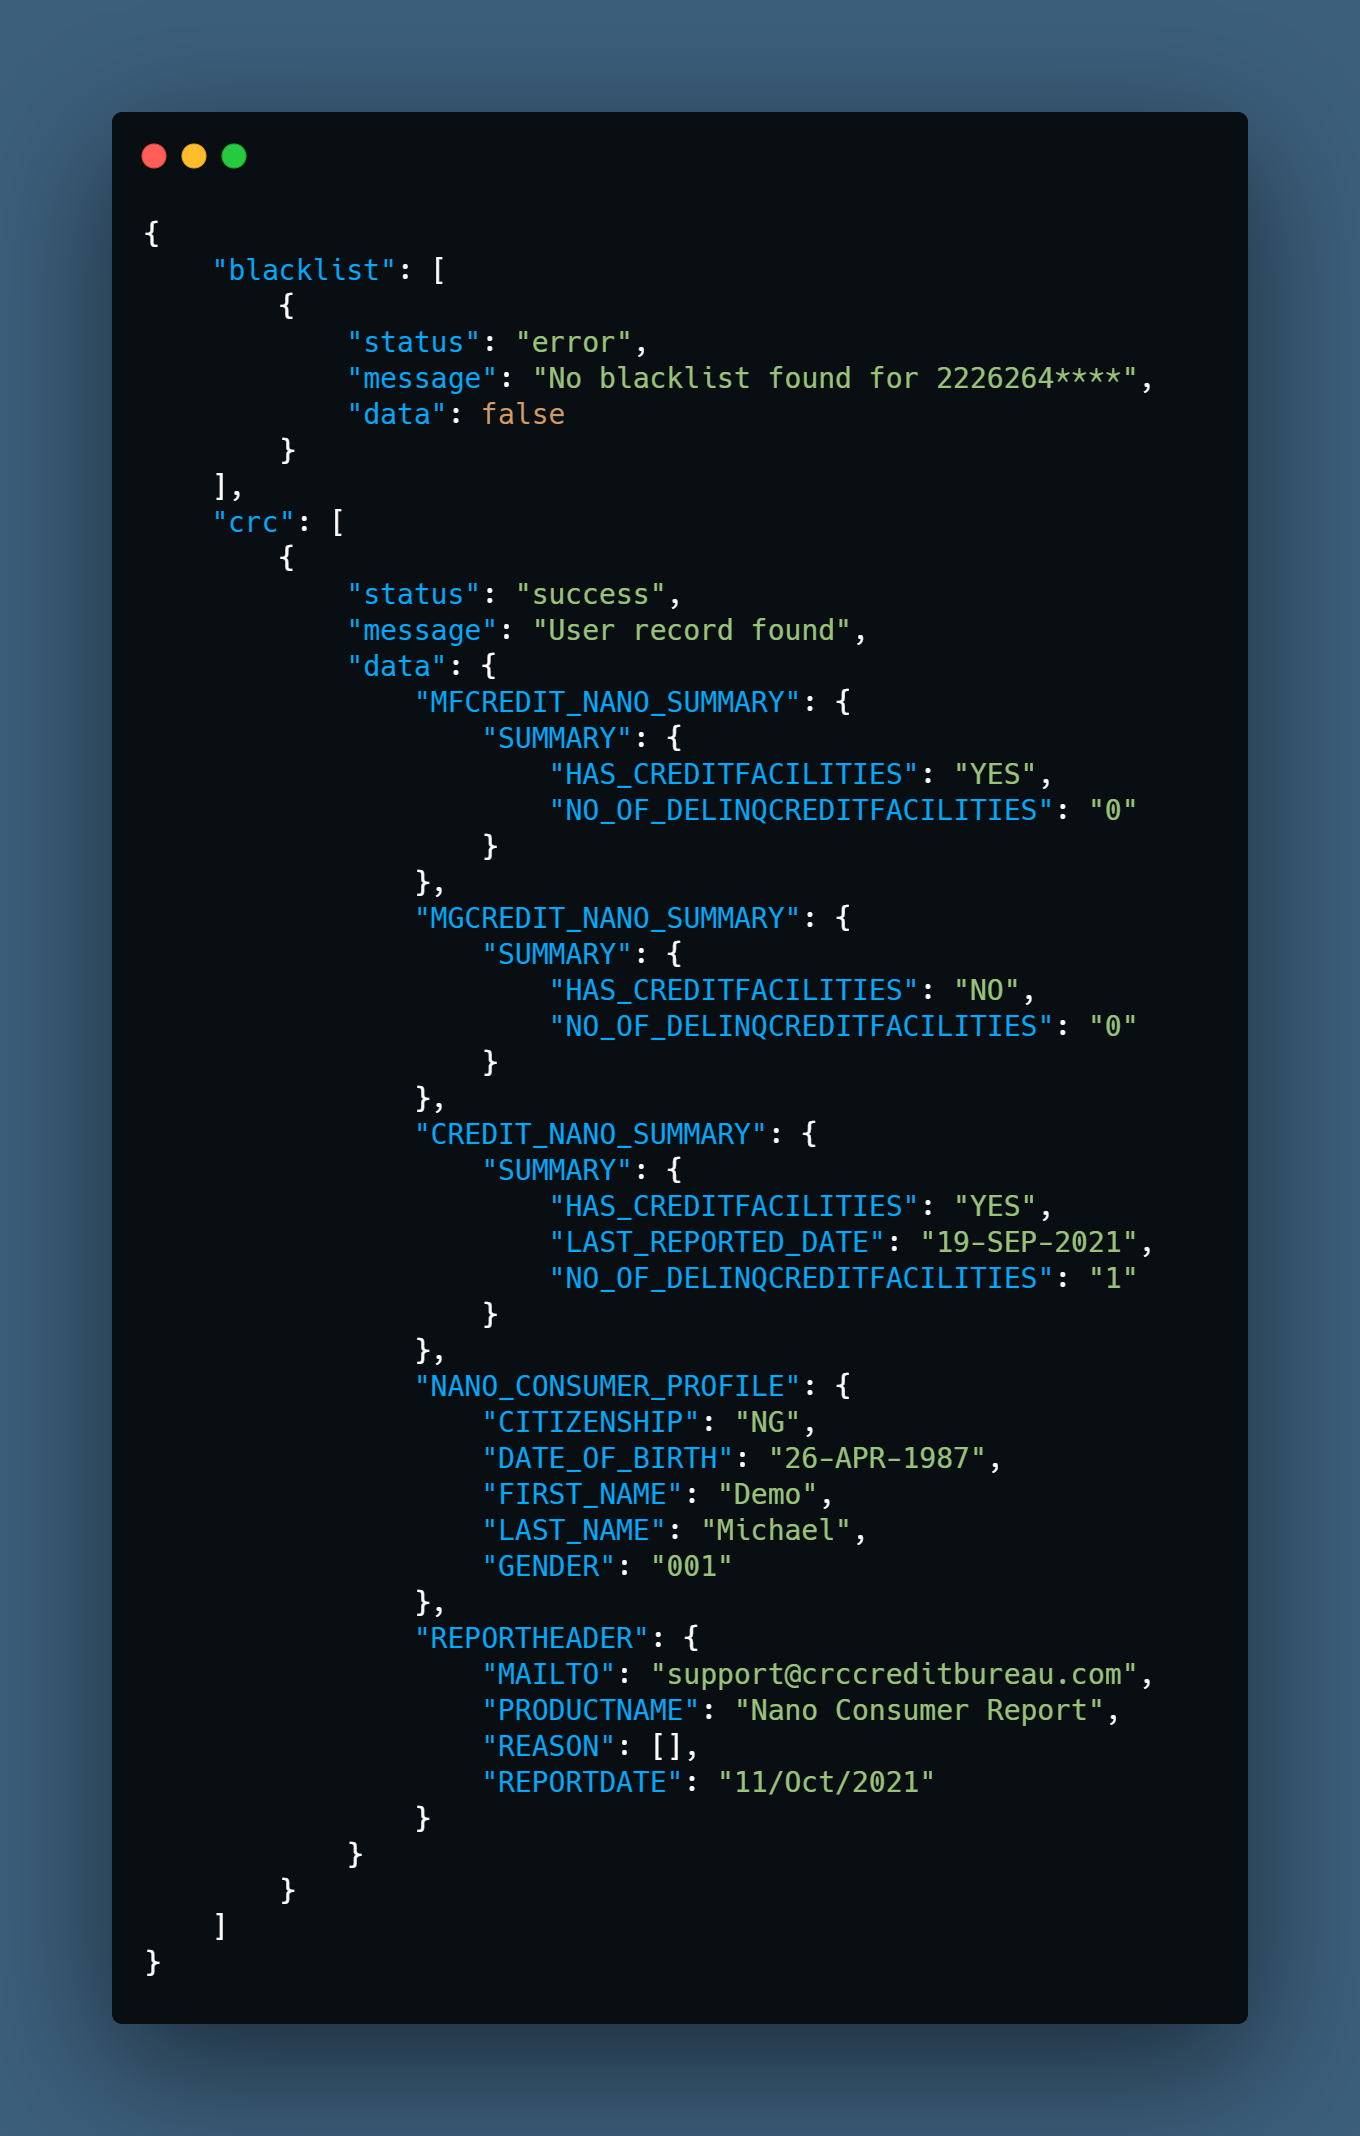 {
    "blacklist": [
        {
            "status": "error",
            "message": "No blacklist found for 2226264****",
            "data": false
        }
    ],
    "crc": [
        {
            "status": "success",
            "message": "User record found",
            "data": {
                "MFCREDIT_NANO_SUMMARY": {
                    "SUMMARY": {
                        "HAS_CREDITFACILITIES": "YES",
                        "NO_OF_DELINQCREDITFACILITIES": "0"
                    }
                },
                "MGCREDIT_NANO_SUMMARY": {
                    "SUMMARY": {
                        "HAS_CREDITFACILITIES": "NO",
                        "NO_OF_DELINQCREDITFACILITIES": "0"
                    }
                },
                "CREDIT_NANO_SUMMARY": {
                    "SUMMARY": {
                        "HAS_CREDITFACILITIES": "YES",
                        "LAST_REPORTED_DATE": "19-SEP-2021",
                        "NO_OF_DELINQCREDITFACILITIES": "1"
                    }
                },
                "NANO_CONSUMER_PROFILE": {
                    "CITIZENSHIP": "NG",
                    "DATE_OF_BIRTH": "26-APR-1987",
                    "FIRST_NAME": "Demo",
                    "LAST_NAME": "Michael",
                    "GENDER": "001"
                },
                "REPORTHEADER": {
                    "MAILTO": "support@crccreditbureau.com",
                    "PRODUCTNAME": "Nano Consumer Report",
                    "REASON": [],
                    "REPORTDATE": "11/Oct/2021"
                }
            }
        }
    ]
}